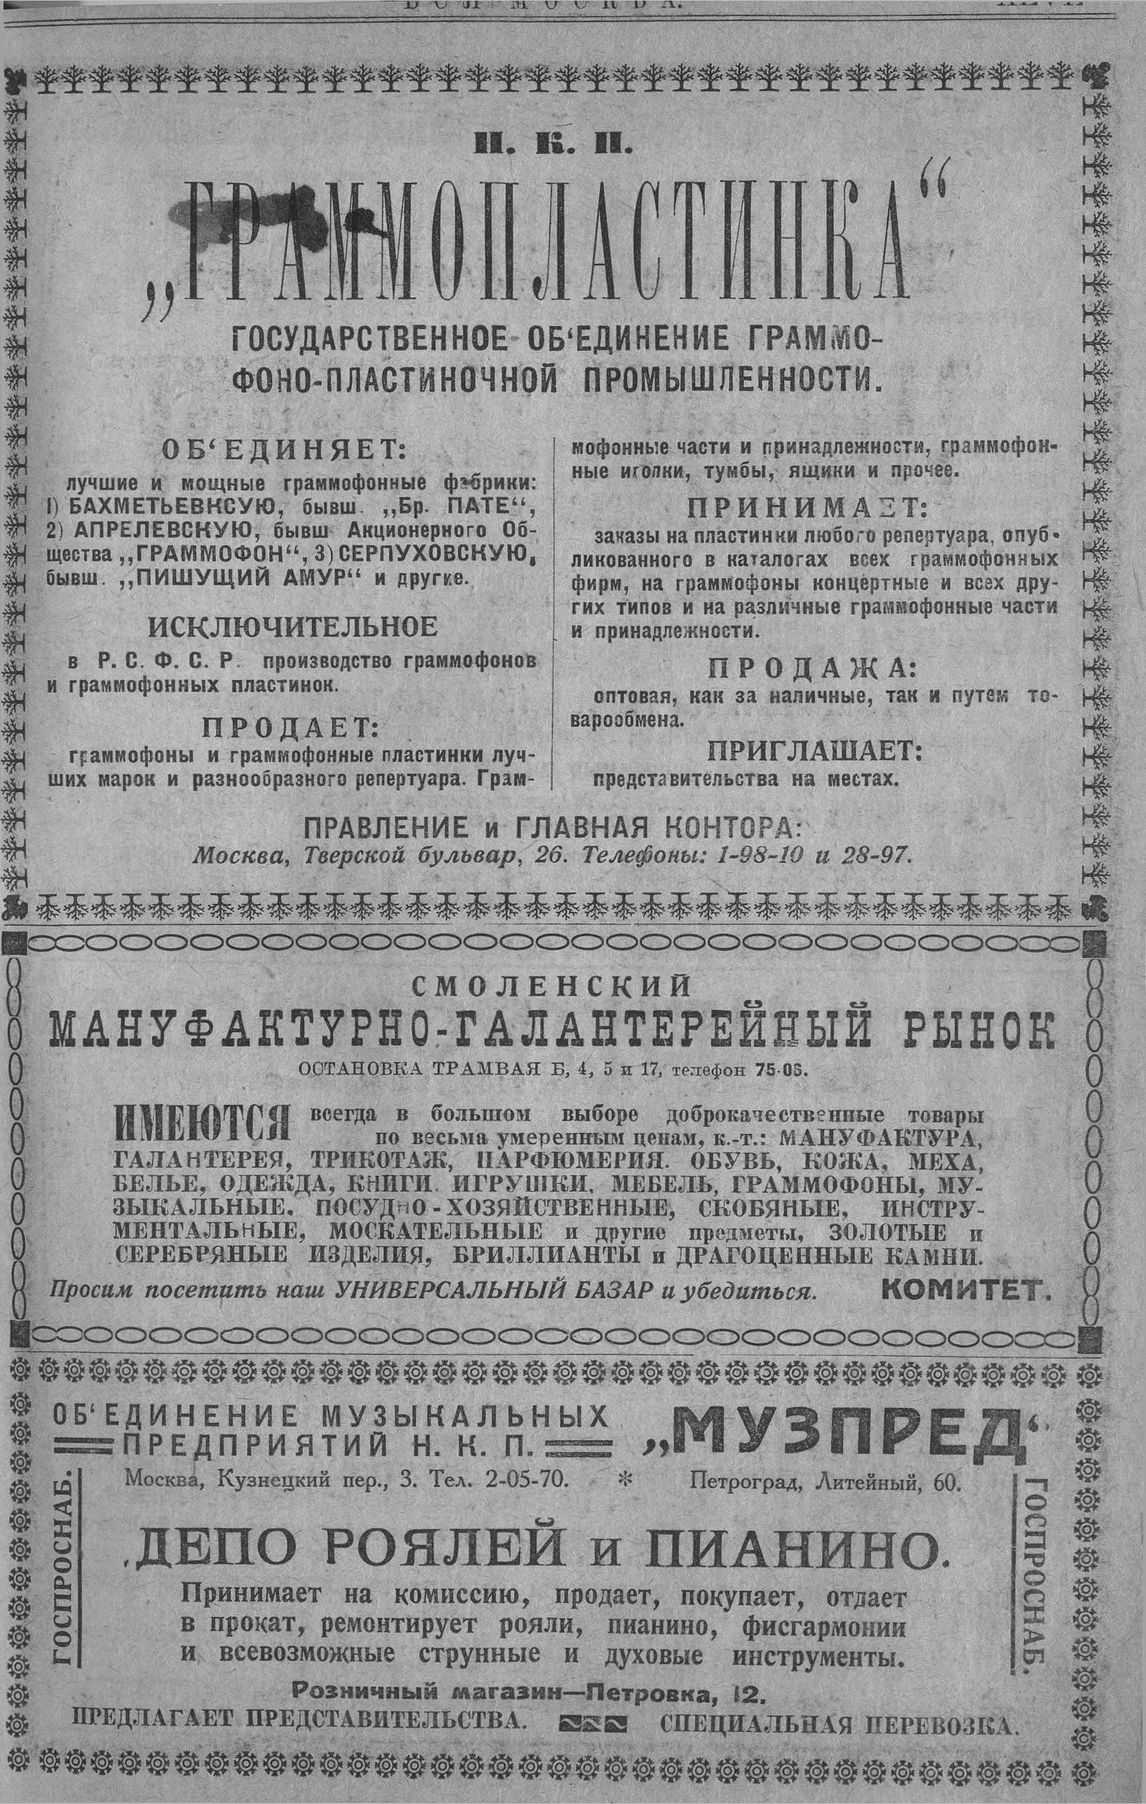 ВСЯ МОСКВА.
Н. К. П.
„ГРАММОПЛАСТИНКА“
ГОСУДАРСТВЕННОЕ ОБ‘ЕДИНЕНИЕ ГРАММО-
ФОНО-ПЛАСТИНОЧНОЙ ПРОМЫШЛЕННОСТИ.
ОБ‘ЕДИНЯЕТ:
лучшие и мощные граммофонные фабрики:
1) БАХМЕТЬЕВКСУЮ, бывш. „Бр. ПАТЕ“,
2) АПРЕЛЕВСКУЮ, бывш Акционерного Об-
щества „ГРАММОФОН“, 3) СЕРПУХОВСКУЮ,
бывш. „ПИШУЩИЙ АМУР“ и другие.
ИСКЛЮЧИТЕЛЬНОЕ
в Р. С. Ф. С. Р. производство граммофонов
и граммофонных пластинок.
ПРОДАЕТ:
граммофоны и граммофонные пластинки луч-
ших марок и разнообразного репертуара. Грам-
мофонные части и принадлежности, граммофон-
ные иголки, тумбы, ящики и прочее.
ПРИНИМАЕТ:
заказы на пластинки любого репертуара, опуб-
ликованного в каталогах всех граммофонных
фирм, на граммофоны концертные и всех дру-
гих типов и на различные граммофонные части
и принадлежности.
ПРОДАЖА:
оптовая, как за наличные, так и путем то-
варообмена.
ПРИГЛАШАЕТ:
представительства на местах.
ПРАВЛЕНИЕ и ГЛАВНАЯ КОНТОРА:
Москва, Тверской бульвар, 26. Телефоны: 1-98-10 и 28-97.
СМОЛЕНСКИЙ
МАНУФАКТУРНО-ГАЛАНТЕРЕЙНЫЙ РЫНОК
ОСТАНОВКА ТРАМВАЯ Б, 4, 5 и 17, телефон 75-06.
ИМЕЮТСЯ всегда в большом выборе доброкачественные товары
по весьма умеренным ценам, к.-т.: МАНУФАКТУРА,
ГАЛАНТЕРЕЯ, ТРИКОТАЖ, ПАРФЮМЕРИЯ. ОБУВЬ, КОЖА, МЕХА,
БЕЛЬЕ, ОДЕЖДА, КНИГИ. ИГРУШКИ, МЕБЕЛЬ, ГРАММОФОНЫ, МУ-
ЗЫКАЛЬНЫЕ. ПОСУДНО-ХОЗЯЙСТВЕННЫЕ, СКОБЯНЫЕ, ИНСТРУ-
МЕНТАЛЬНЫЕ, МОСКАТЕЛЬНЫЕ и другие предметы, ЗОЛОТЫЕ и
СЕРЕБРЯНЫЕ ИЗДЕЛИЯ, БРИЛЛИАНТЫ и ДРАГОЦЕННЫЕ КАМНИ.
Просим посетить наш УНИВЕРСАЛЬНЫЙ БАЗАР и убедиться. КОМИТЕТ.
ОБ‘ЕДИНЕНИЕ МУЗЫКАЛЬНЫХ
ПРЕДПРИЯТИЙ Н. К. П. „МУЗПРЕД“
Москва, Кузнецкий пер., 3. Тел. 2-05-70. * Петроград, Литейный, 60.
ГОСПРОСНАБ.
ДЕПО РОЯЛЕЙ и ПИАНИНО.
Принимает на комиссию, продает, покупает, отдает
в прокат, ремонтирует рояли, пианино, фисгармонии
и всевозможные струнные и духовые инструменты.
ГОСПРОСНАБ.
Розничный магазин—Петровка, 12.
ПРЕДЛАГАЕТ ПРЕДСТАВИТЕЛЬСТВА. СПЕЦИАЛЬНАЯ ПЕРЕВОЗКА.